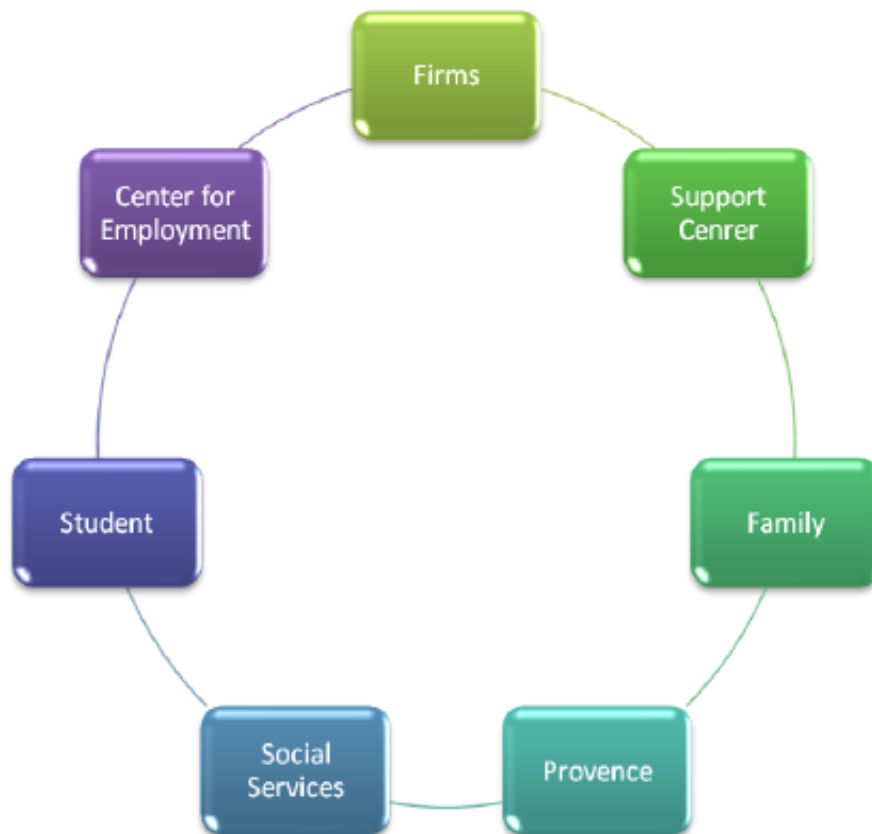 Firms
Support
Cenrer
Family
Provence
Social
Services
Student
Center for
Employment